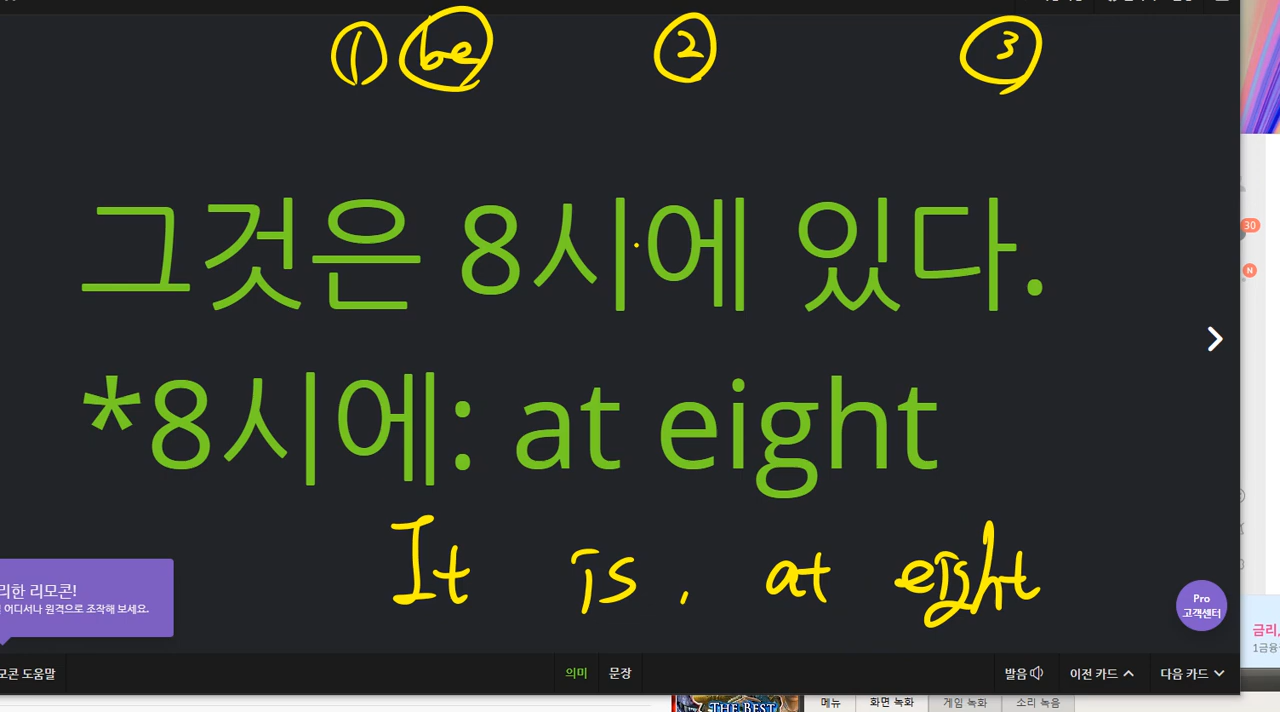 ① be ② ③
30
그것은 8시에 있다.
N
*8시에: at eight
It is, at eight
리한 리모콘!
어디서나 원격으로 조작해 보세요.
Pro
고객센터
금리,
1금융
모콘 도움말
의미
문장
발음
이전 카드
다음 카드
THE BEST
메뉴
화면 녹화
게임 녹화
소리 녹음